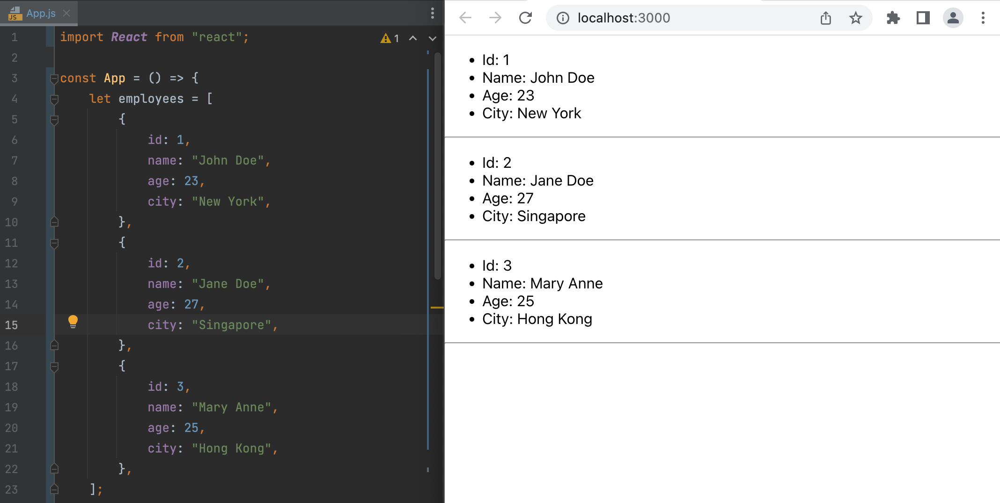 JS App.js
1 import React from "react";
2
3 const App = () => {
4 let employees = [
5 {
6 id: 1,
7 name: "John Doe",
8 age: 23,
9 city: "New York",
10 },
11 {
12 id: 2,
13 name: "Jane Doe",
14 age: 27,
15 city: "Singapore",
16 },
17 {
18 id: 3,
19 name: "Mary Anne",
20 age: 25,
21 city: "Hong Kong",
22 },
23 ];
1
localhost:3000
• Id: 1
• Name: John Doe
• Age: 23
• City: New York
• Id: 2
• Name: Jane Doe
• Age: 27
• City: Singapore
• Id: 3
• Name: Mary Anne
• Age: 25
• City: Hong Kong